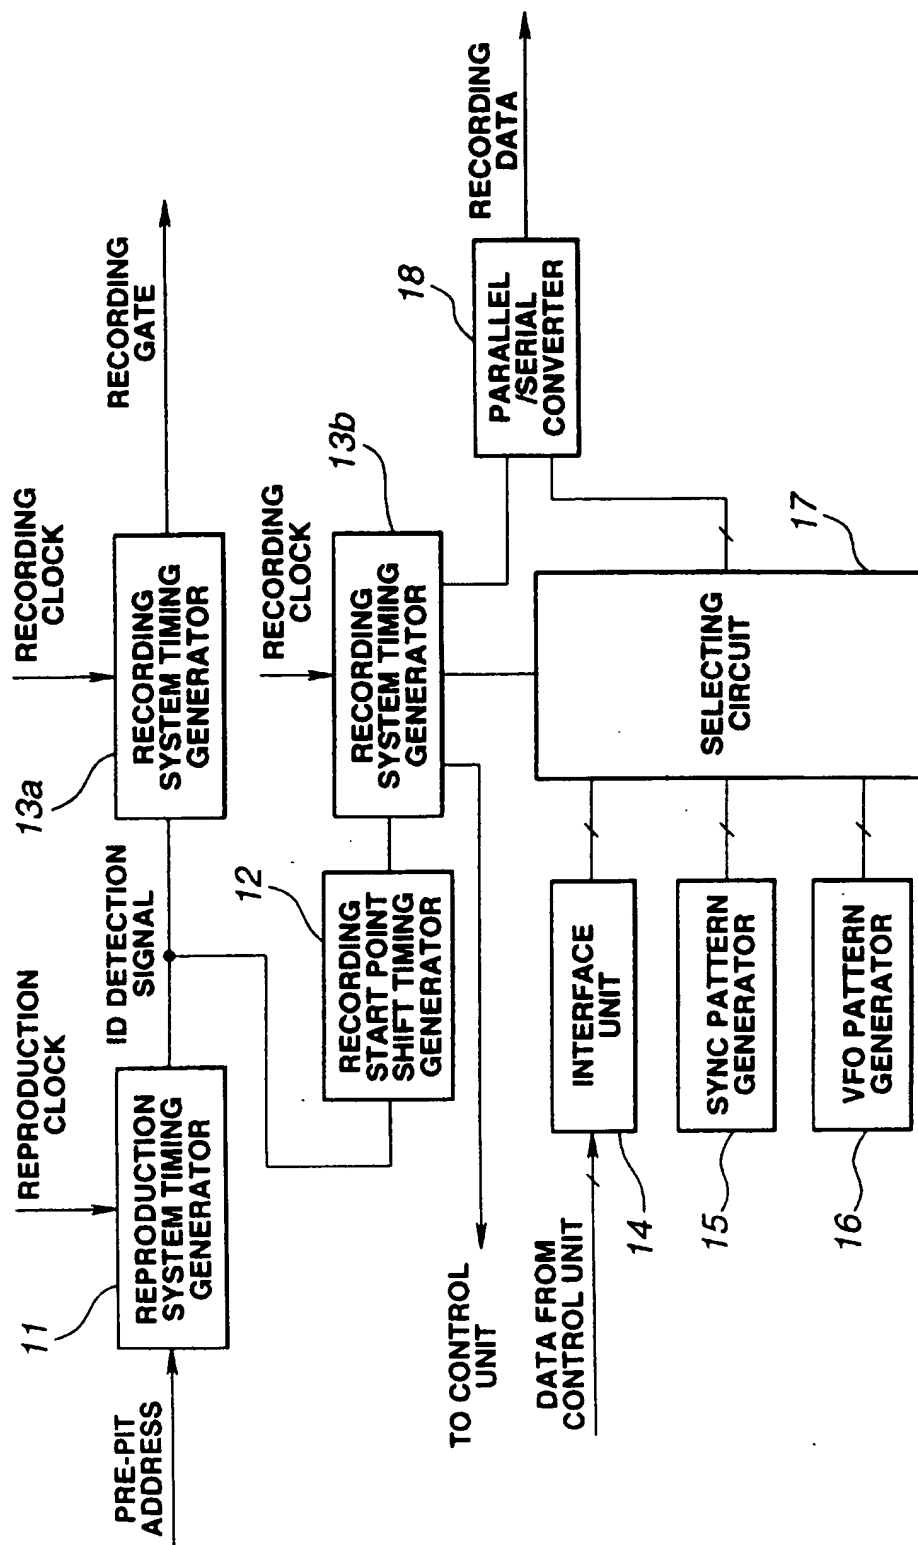 REPRODUCTION
CLOCK
RECORDING
CLOCK
11
PRE-PIT
ADDRESS
REPRODUCTION
SYSTEM TIMING
GENERATOR
ID DETECTION
SIGNAL
13a
RECORDING
SYSTEM TIMING
GENERATOR
RECORDING
GATE
12
RECORDING
START POINT
SHIFT TIMING
GENERATOR
RECORDING
CLOCK
13b
RECORDING
SYSTEM TIMING
GENERATOR
TO CONTROL
UNIT
18
PARALLEL
/SERIAL
CONVERTER
RECORDING
DATA
DATA FROM
CONTROL UNIT
14
INTERFACE
UNIT
15
SYNC PATTERN
GENERATOR
16
VFO PATTERN
GENERATOR
17
SELECTING
CIRCUIT